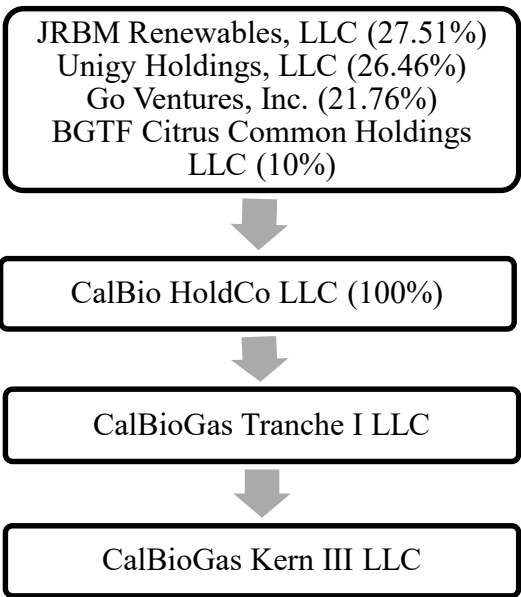 JRBM Renewables, LLC (27.51%)
Unigy Holdings, LLC (26.46%)
Go Ventures, Inc. (21.76%)
BGTF Citrus Common Holdings
LLC (10%)
CalBio HoldCo LLC (100%)
CalBioGas Tranche I LLC
CalBioGas Kern III LLC